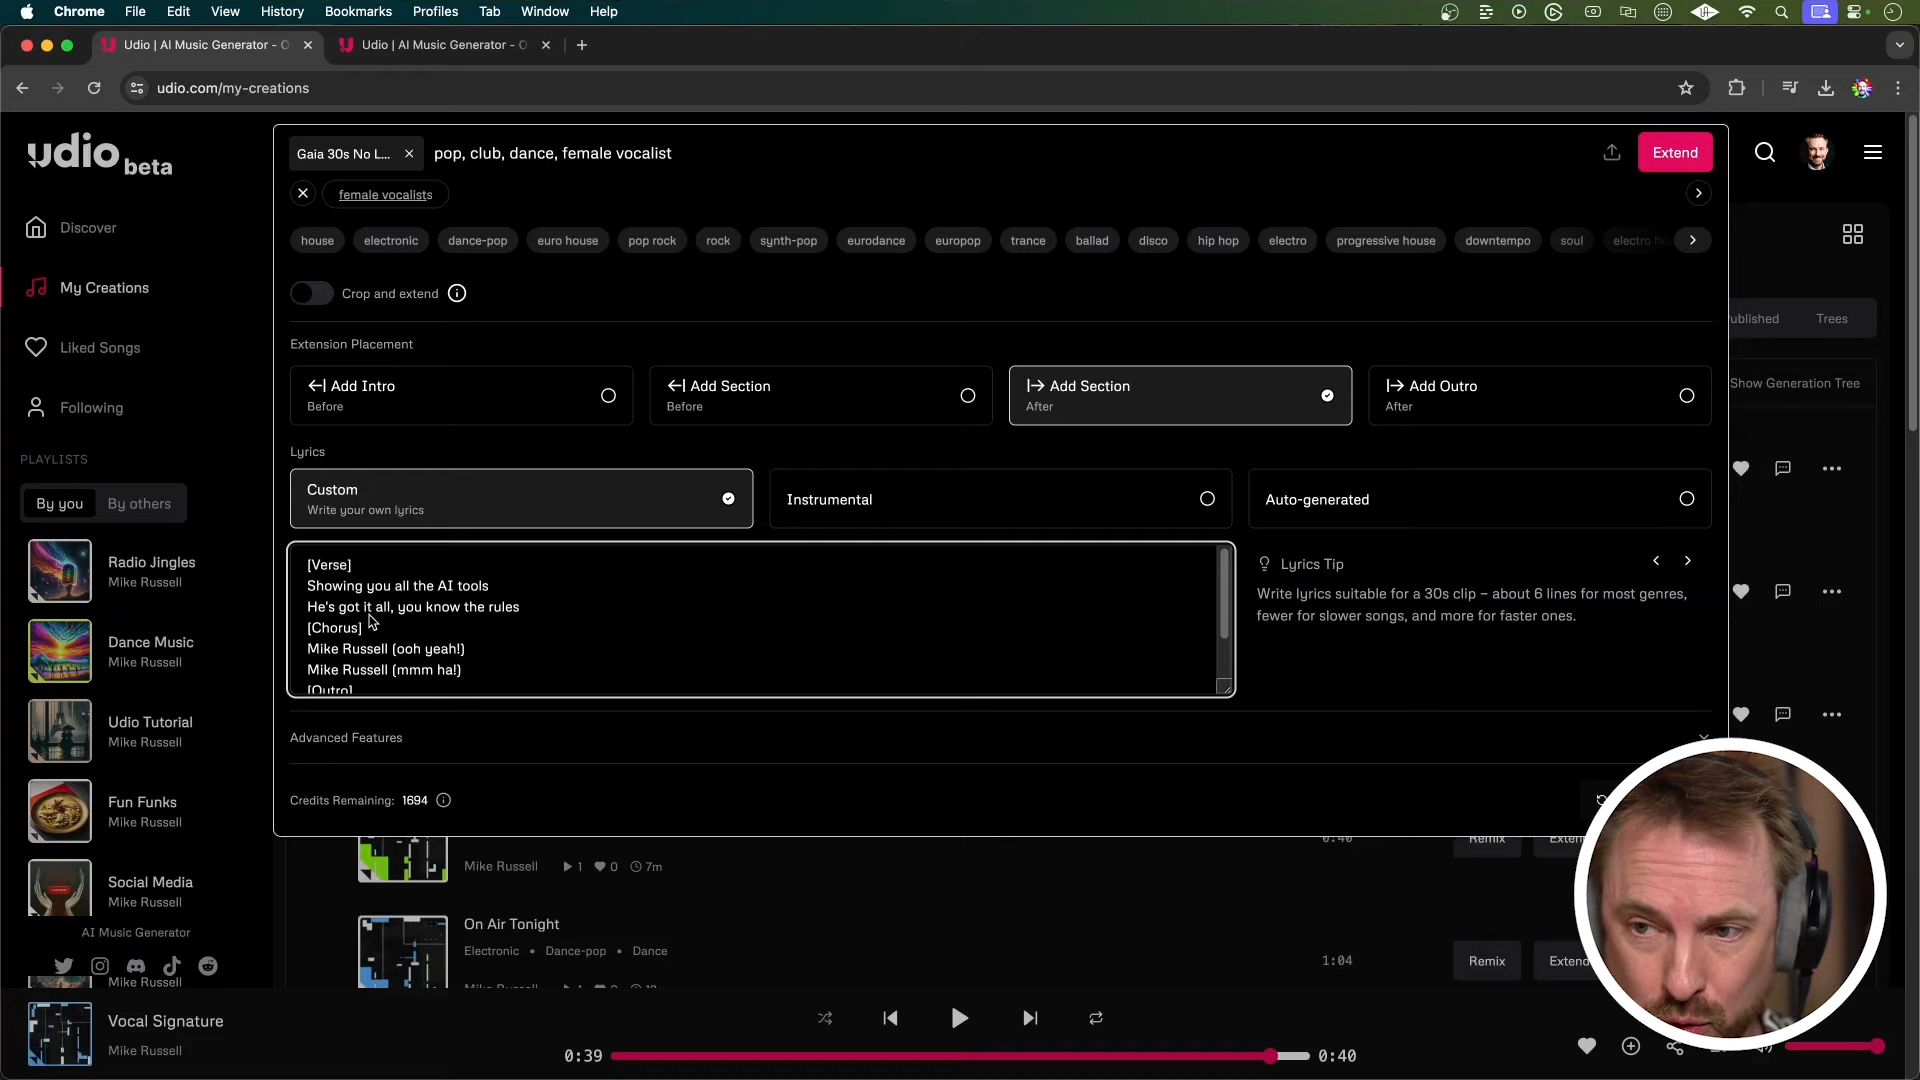 Chrome File Edit View History Bookmarks Profiles Tab Window Help
Udio | AI Music Generator - O
Udio | AI Music Generator - O
udio.com/my-creations
udio beta
Gaia 30s No L... pop, club, dance, female vocalist
Extend
female vocalists
house electronic dance-pop euro house pop rock rock synth-pop eurodance europop trance ballad disco hip hop electro progressive house downtempo soul electro
Discover
My Creations
Liked Songs
Following
Crop and extend
Trees
Show Generation Tree
Extension Placement
Add Intro
Before
Add Section
Before
Add Section
After
Add Outro
After
PLAYLISTS
By you By others
Radio Jingles
Mike Russell
Dance Music
Mike Russell
Udio Tutorial
Mike Russell
Fun Funks
Mike Russell
Social Media
Mike Russell
AI Music Generator
Mike Russell
Lyrics
Custom
Write your own lyrics
Instrumental
Auto-generated
[Verse]
Showing you all the AI tools
He's got it all, you know the rules
[Chorus]
Mike Russell (ooh yeah!)
Mike Russell (mmm ha!)
[Outro]
Lyrics Tip
Write lyrics suitable for a 30s clip – about 6 lines for most genres,
fewer for slower songs, and more for faster ones.
Advanced Features
Credits Remaining: 1694
0:40
Remix
Mike Russell 1 0 7m
On Air Tonight
Electronic • Dance-pop • Dance
1:04
Remix Extend
Mike Russell
Vocal Signature
Mike Russell
0:39
0:40